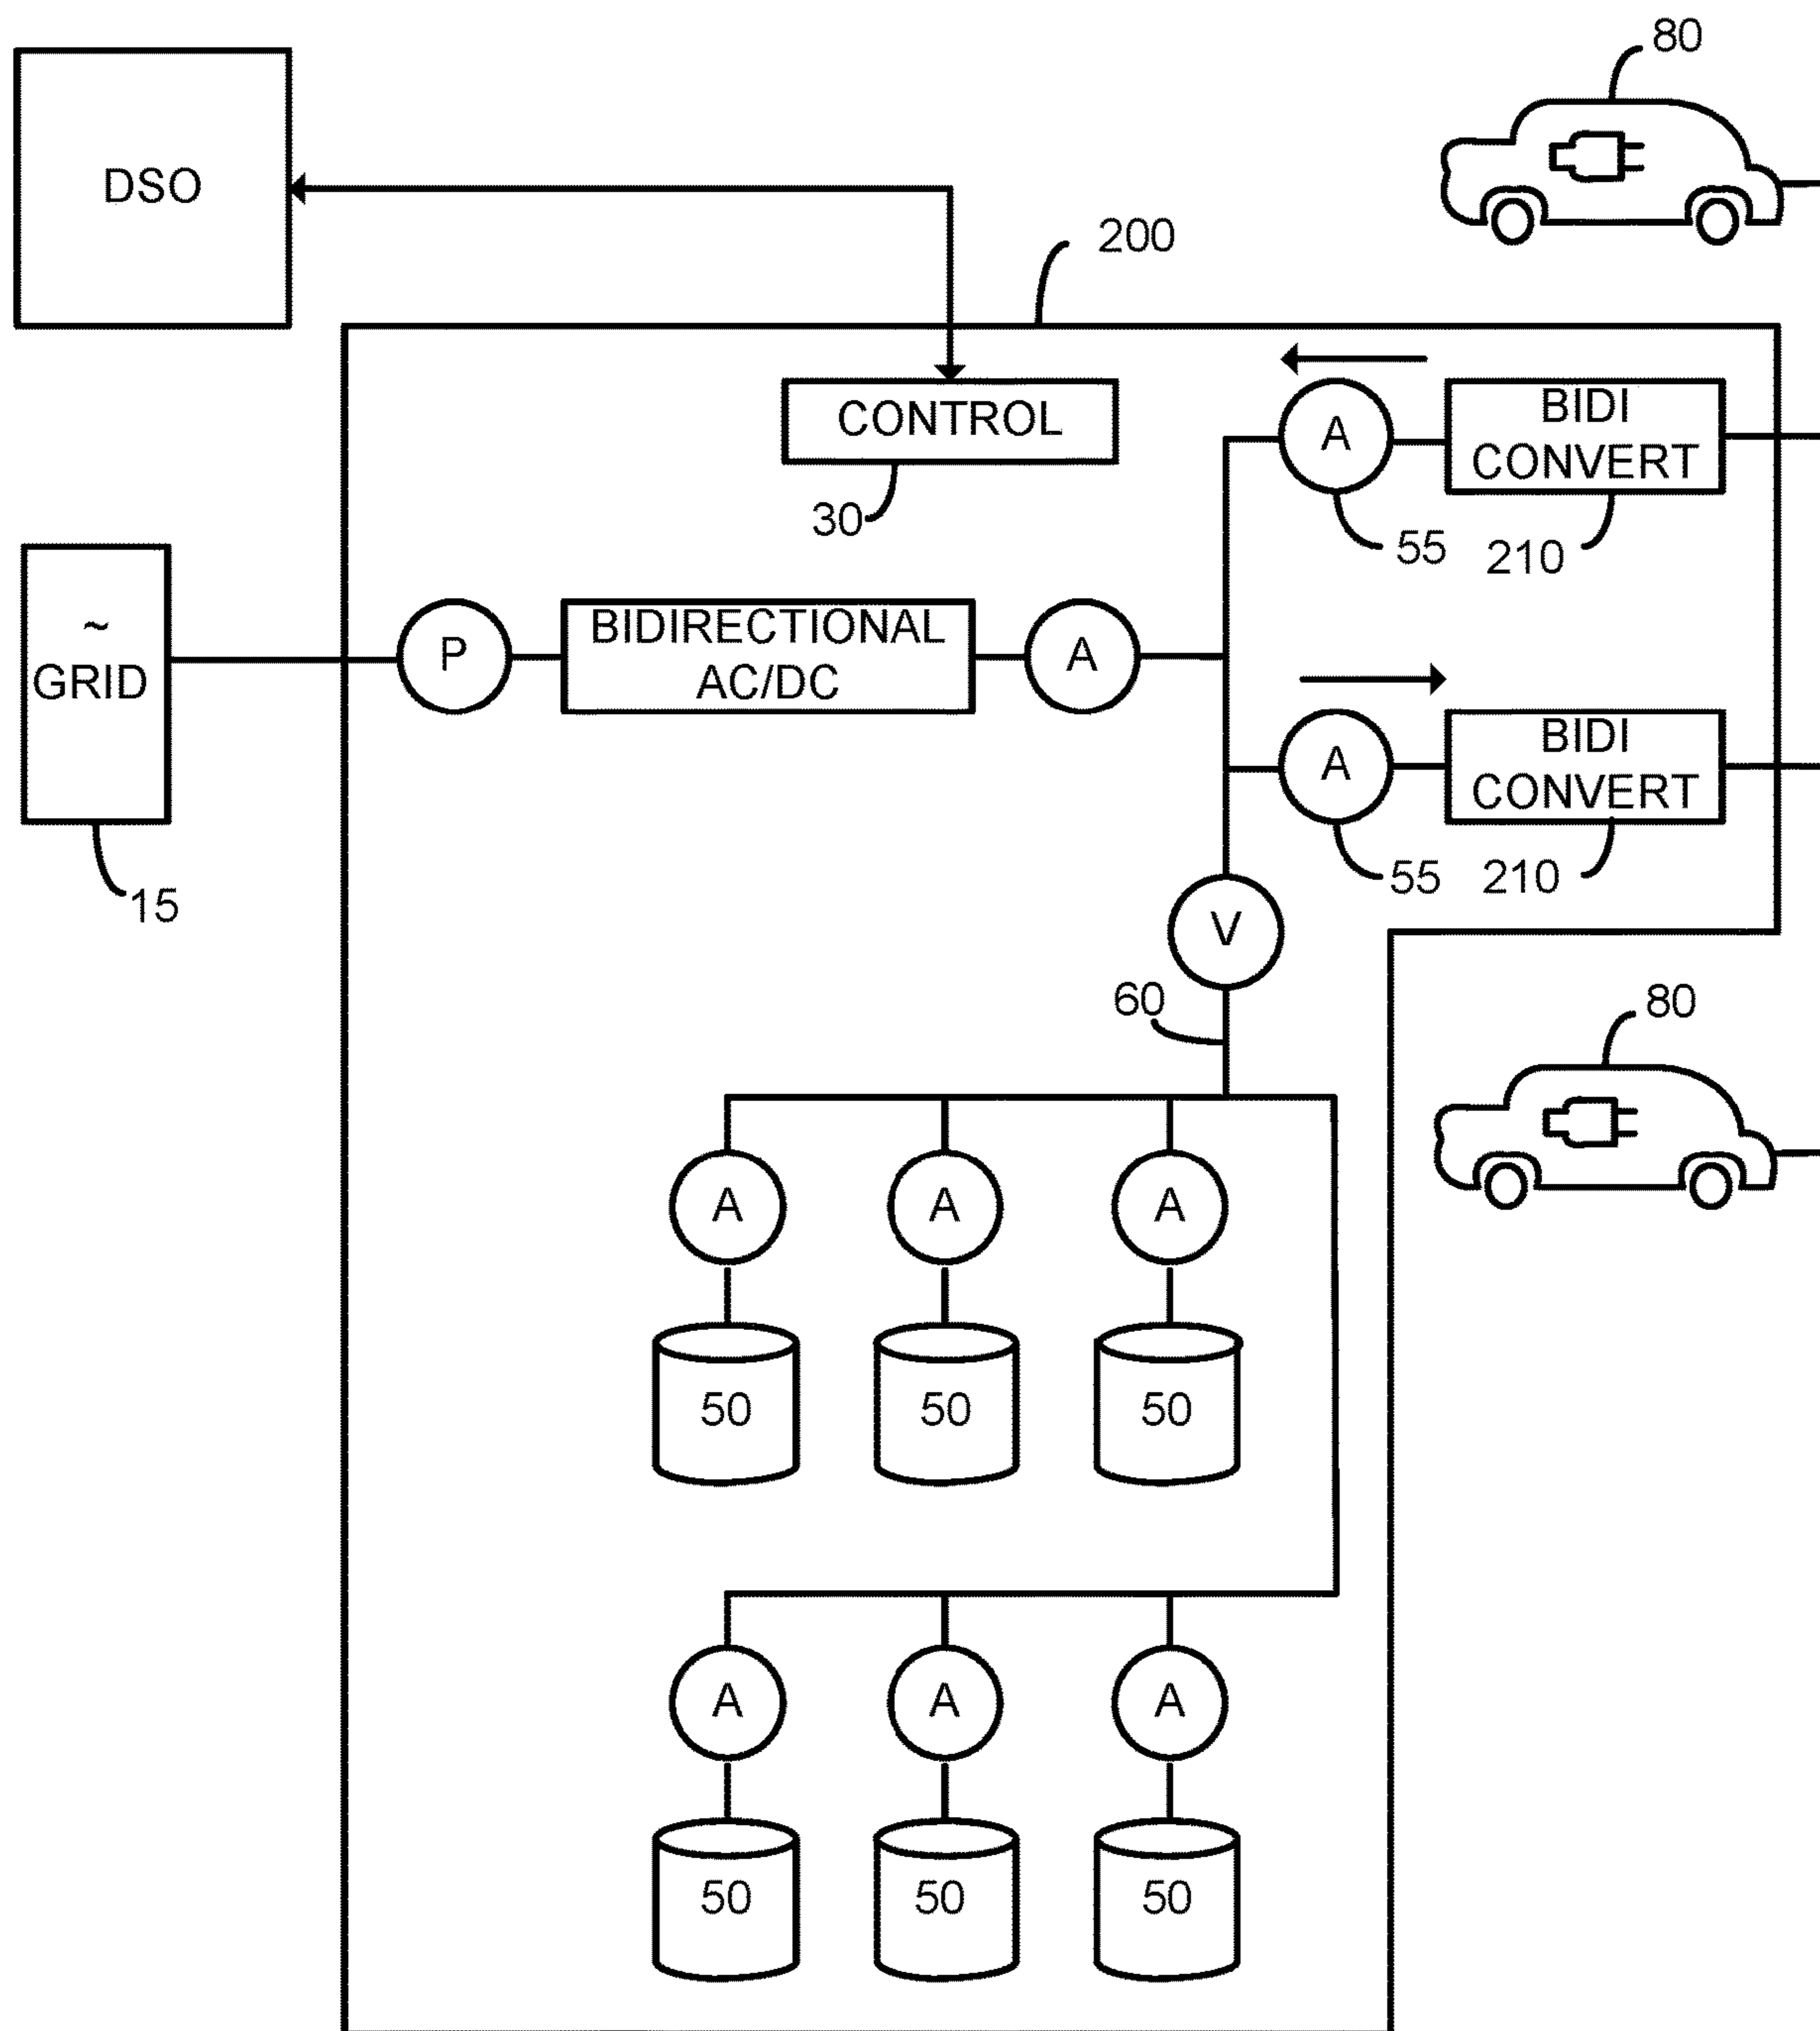 80
DSO
200
CONTROL
30
A
BIDI
CONVERT
55
210
~
GRID
15
P
BIDIRECTIONAL
AC/DC
A
A
BIDI
CONVERT
55
210
V
60
80
A
A
A
50
50
50
A
A
A
50
50
50